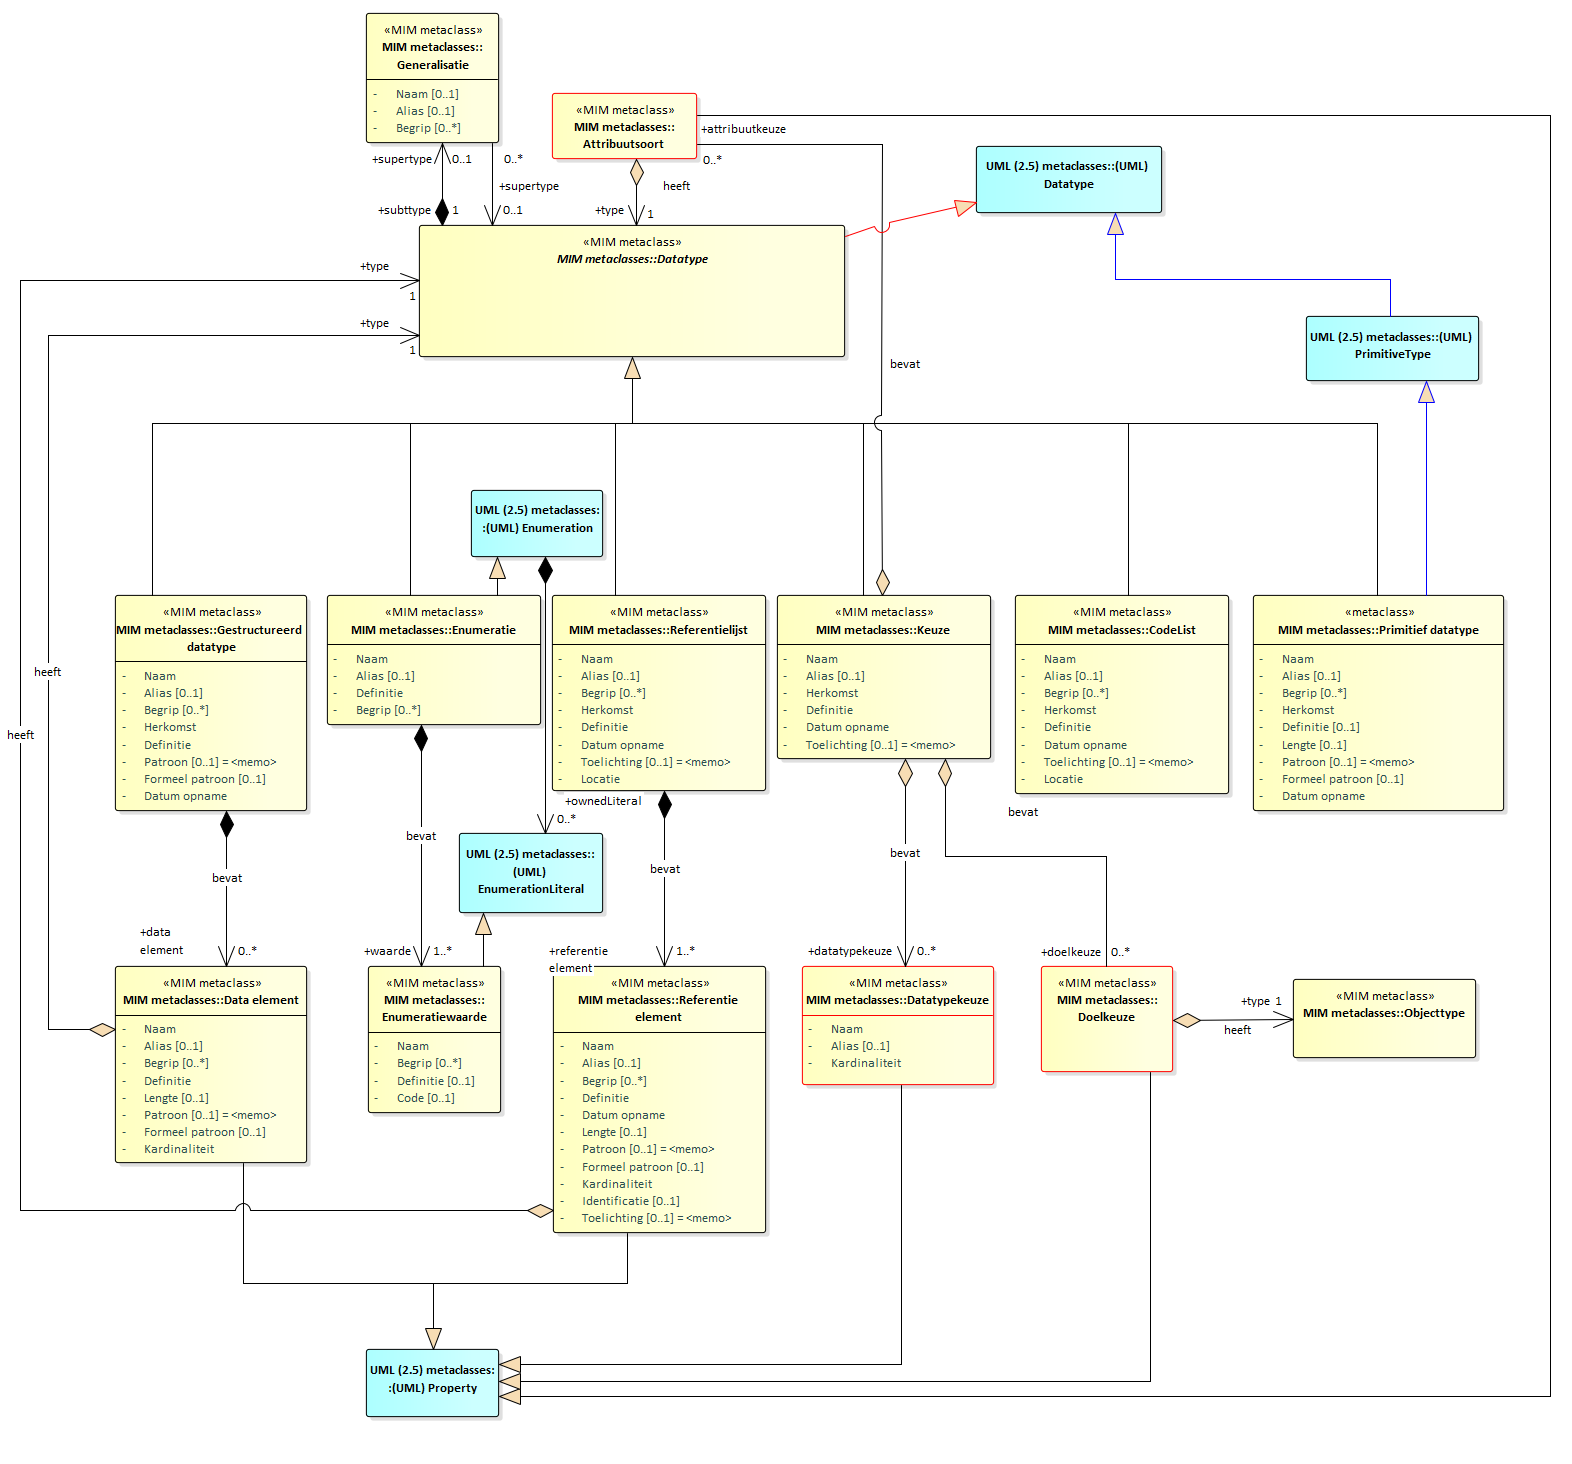 «MIM metaclass»
MIM metaclasses::
Generalisatie
- Naam [0..1]
- Alias [0..1]
- Begrip [0..*]
+supertype
0..1
0..*
+supertype
+subttype
1
0..1
«MIM metaclass»
MIM metaclasses::
Attribuutsoort
+attribuutkeuze
0..*
heeft
+type
1
UML (2.5) metaclasses::(UML)
Datatype
«MIM metaclass»
MIM metaclasses::Datatype
+type
1
+type
1
UML (2.5) metaclasses::(UML)
PrimitiveType
bevat
UML (2.5) metaclasses:
:(UML) Enumeration
«MIM metaclass»
MIM metaclasses::Gestructureerd
datatype
- Naam
- Alias [0..1]
- Begrip [0..*]
- Herkomst
- Definitie
- Patroon [0..1] = <memo>
- Formeel patroon [0..1]
- Datum opname
«MIM metaclass»
MIM metaclasses::Enumeratie
- Naam
- Alias [0..1]
- Definitie
- Begrip [0..*]
«MIM metaclass»
MIM metaclasses::Referentielijst
- Naam
- Alias [0..1]
- Begrip [0..*]
- Herkomst
- Definitie
- Datum opname
- Toelichting [0..1] = <memo>
- Locatie
«MIM metaclass»
MIM metaclasses::Keuze
- Naam
- Alias [0..1]
- Herkomst
- Definitie
- Datum opname
- Toelichting [0..1] = <memo>
«MIM metaclass»
MIM metaclasses::CodeList
- Naam
- Alias [0..1]
- Begrip [0..*]
- Herkomst
- Definitie
- Datum opname
- Toelichting [0..1] = <memo>
- Locatie
«metaclass»
MIM metaclasses::Primitief datatype
- Naam
- Alias [0..1]
- Begrip [0..*]
- Herkomst
- Definitie [0..1]
- Lengte [0..1]
- Patroon [0..1] = <memo>
- Formeel patroon [0..1]
- Datum opname
heeft
heeft
+ownedLiteral
0..*
bevat
bevat
bevat
bevat
bevat
UML (2.5) metaclasses::
(UML)
EnumerationLiteral
+data
element
0..*
+waarde
1..*
+referentie
element
1..*
+datatypekeuze
0..*
+doelkeuze
0..*
«MIM metaclass»
MIM metaclasses::Data element
- Naam
- Alias [0..1]
- Begrip [0..*]
- Definitie
- Lengte [0..1]
- Patroon [0..1] = <memo>
- Formeel patroon [0..1]
- Kardinaliteit
«MIM metaclass»
MIM metaclasses::
Enumeratiewaarde
- Naam
- Begrip [0..*]
- Definitie [0..1]
- Code [0..1]
«MIM metaclass»
MIM metaclasses::Referentie
element
- Naam
- Alias [0..1]
- Begrip [0..*]
- Definitie
- Datum opname
- Lengte [0..1]
- Patroon [0..1] = <memo>
- Formeel patroon [0..1]
- Kardinaliteit
- Identificatie [0..1]
- Toelichting [0..1] = <memo>
«MIM metaclass»
MIM metaclasses::Datatypekeuze
- Naam
- Alias [0..1]
- Kardinaliteit
«MIM metaclass»
MIM metaclasses::
Doelkeuze
+type 1
heeft
«MIM metaclass»
MIM metaclasses::Objecttype
UML (2.5) metaclasses:
:(UML) Property